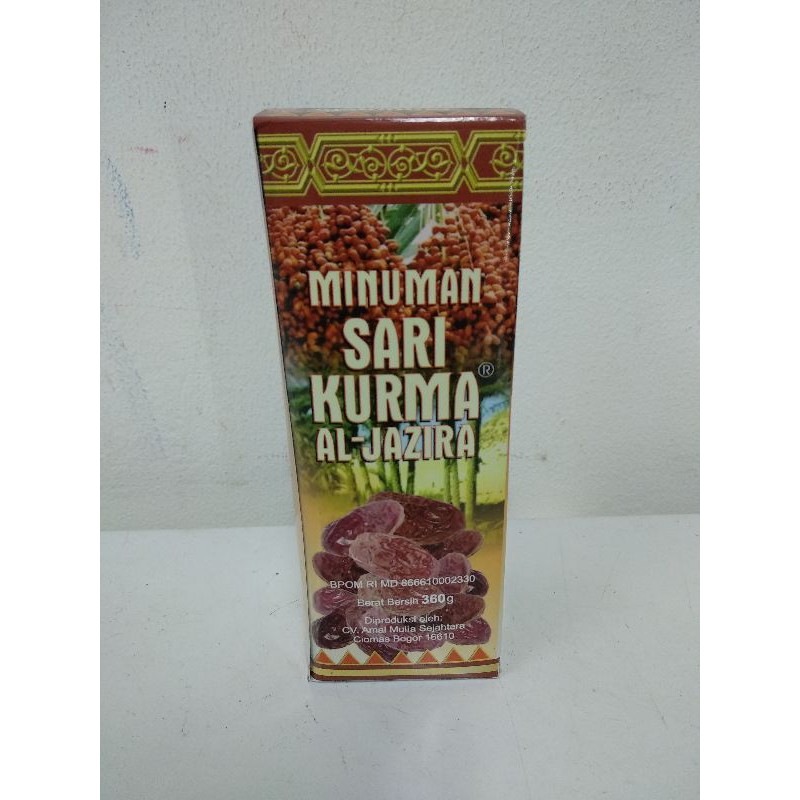 MINUMAN
SARI
KURMA ®
AL-JAZIRA
BPOM RI MD 866610002330
Berat Bersih 360g
Diproduksi oleh:
CV. Amal Mulia Sejahtera
Ciomas Bogor 16610